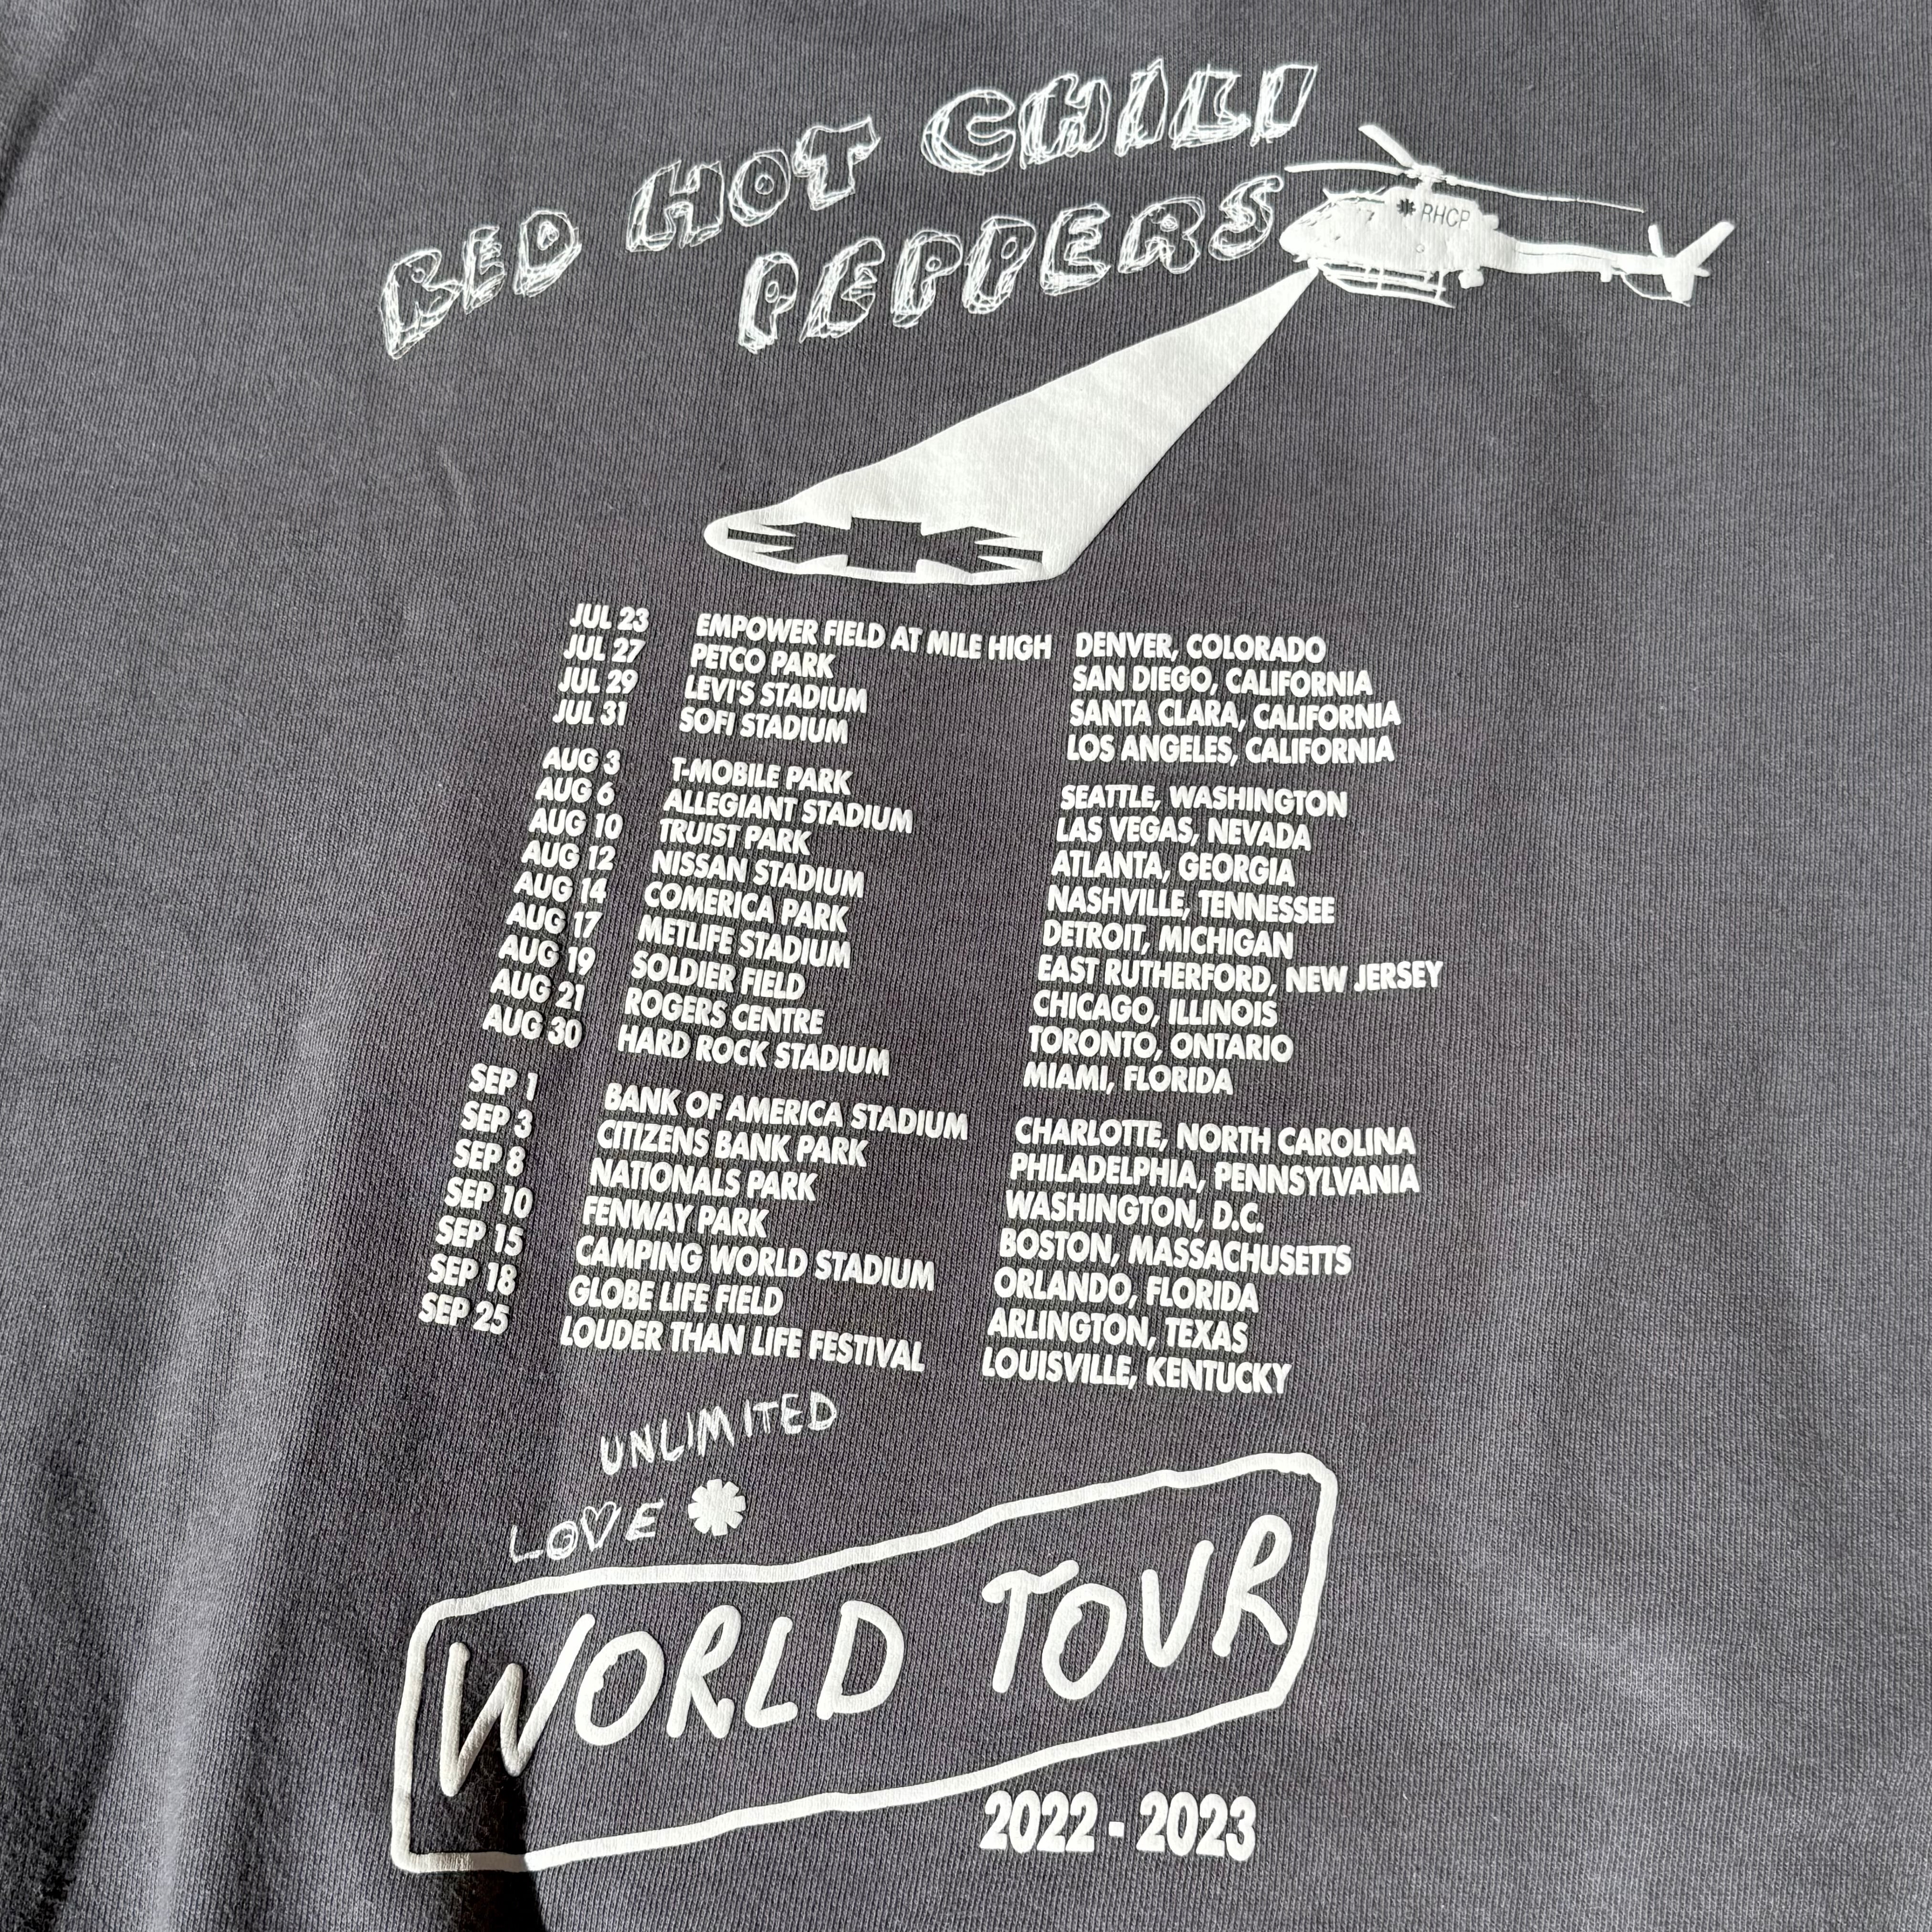 RED HOT CHILI
PEPPERS
RHCP
JUL 23 EMPOWER FIELD AT MILE HIGH DENVER, COLORADO
JUL 27 PETCO PARK SAN DIEGO, CALIFORNIA
JUL 29 LEVI'S STADIUM SANTA CLARA, CALIFORNIA
JUL 31 SOFI STADIUM LOS ANGELES, CALIFORNIA
AUG 3 T-MOBILE PARK SEATTLE, WASHINGTON
AUG 6 ALLEGIANT STADIUM LAS VEGAS, NEVADA
AUG 10 TRUIST PARK ATLANTA, GEORGIA
AUG 12 NISSAN STADIUM NASHVILLE, TENNESSEE
AUG 14 COMERICA PARK DETROIT, MICHIGAN
AUG 17 METLIFE STADIUM EAST RUTHERFORD, NEW JERSEY
AUG 19 SOLDIER FIELD CHICAGO, ILLINOIS
AUG 21 ROGERS CENTRE TORONTO, ONTARIO
AUG 30 HARD ROCK STADIUM MIAMI, FLORIDA
SEP 1 BANK OF AMERICA STADIUM CHARLOTTE, NORTH CAROLINA
SEP 3 CITIZENS BANK PARK PHILADELPHIA, PENNSYLVANIA
SEP 8 NATIONALS PARK WASHINGTON, D.C.
SEP 10 FENWAY PARK BOSTON, MASSACHUSETTS
SEP 15 CAMPING WORLD STADIUM ORLANDO, FLORIDA
SEP 18 GLOBE LIFE FIELD ARLINGTON, TEXAS
SEP 25 LOUDER THAN LIFE FESTIVAL LOUISVILLE, KENTUCKY
UNLIMITED
LOVE
WORLD TOUR
2022 - 2023